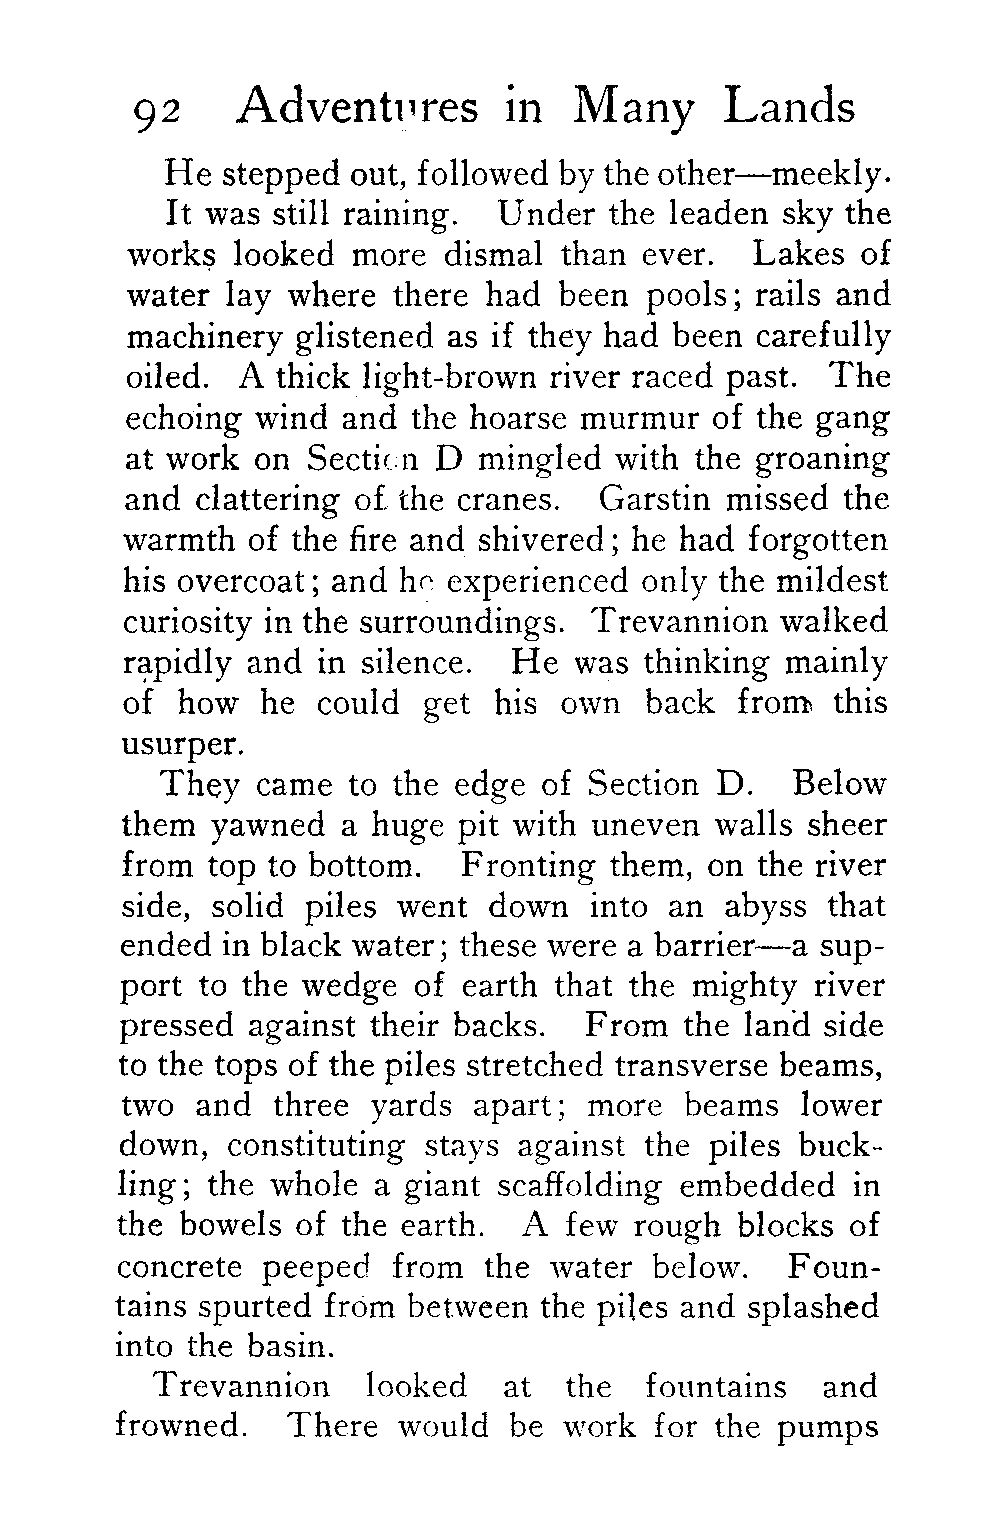 92 Adventures in Many Lands
He stepped out, followed by the other—meekly.
It was still raining. Under the leaden sky the
works looked more dismal than ever. Lakes of
water lay where there had been pools; rails and
machinery glistened as if they had been carefully
oiled. A thick light-brown river raced past. The
echoing wind and the hoarse murmur of the gang
at work on Section D mingled with the groaning
and clattering of the cranes. Garstin missed the
warmth of the fire and shivered; he had forgotten
his overcoat; and he experienced only the mildest
curiosity in the surroundings. Trevannion walked
rapidly and in silence. He was thinking mainly
of how he could get his own back from this
usurper.
They came to the edge of Section D. Below
them yawned a huge pit with uneven walls sheer
from top to bottom. Fronting them, on the river
side, solid piles went down into an abyss that
ended in black water; these were a barrier—a sup-
port to the wedge of earth that the mighty river
pressed against their backs. From the land side
to the tops of the piles stretched transverse beams,
two and three yards apart; more beams lower
down, constituting stays against the piles buck-
ling; the whole a giant scaffolding embedded in
the bowels of the earth. A few rough blocks of
concrete peeped from the water below. Foun-
tains spurted from between the piles and splashed
into the basin.
Trevannion looked at the fountains and
frowned. There would be work for the pumps